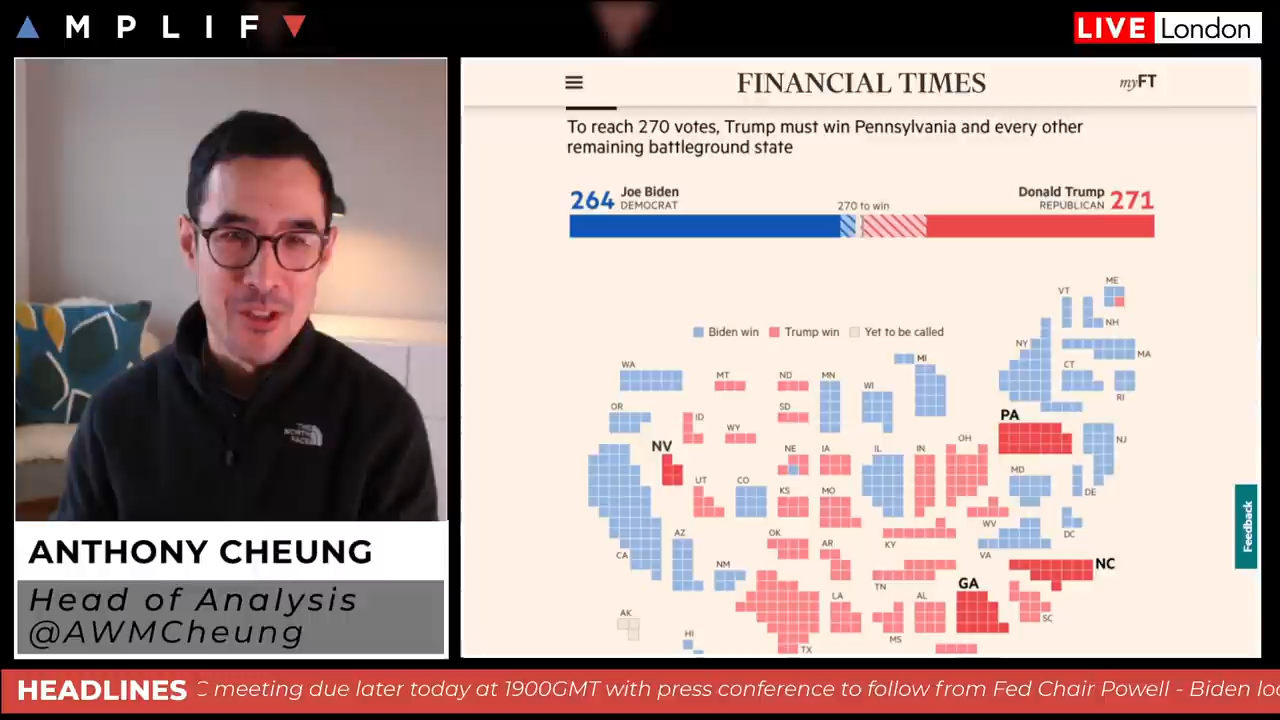 AMPLIFY
LIVE London
FINANCIAL TIMES
myFT
To reach 270 votes, Trump must win Pennsylvania and every other
remaining battleground state
264 Joe Biden
DEMOCRAT
270 to win
Donald Trump
REPUBLICAN 271
Biden win Trump win Yet to be called
ME
VT
NH
NY
MA
MI
WA
MT
ND
MN
WI
CT
RI
OR
ID
SD
WY
PA
NV
NE
IA
IL
IN
OH
NJ
UT
CO
KS
MO
MD
DE
WV
DC
CA
AZ
NM
OK
AR
KY
VA
NC
TN
GA
AK
LA
AL
SC
HI
TX
MS
Feedback
THE
NORTH
FACE
ANTHONY CHEUNG
Head of Analysis
@AWMCheung
HEADLINES C meeting due later today at 1900GMT with press conference to follow from Fed Chair Powell - Biden loo